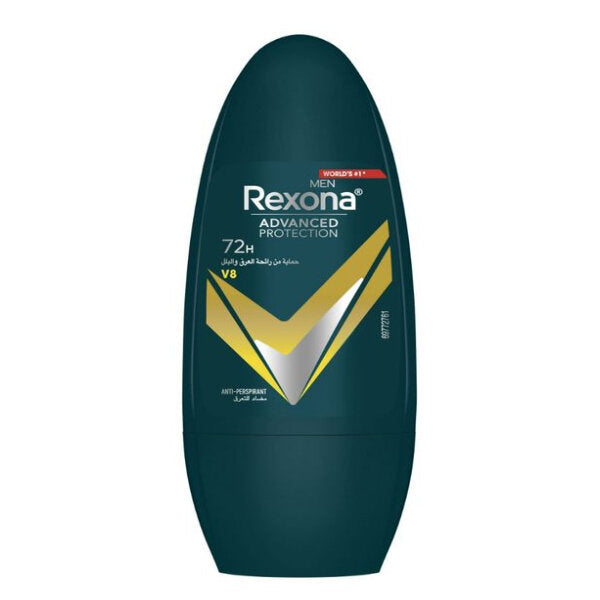 WORLD'S #1*
MEN
Rexona®
ADVANCED
PROTECTION
72H
حماية من رائحة العرق والبلل
V8
69772761
ANTI-PERSPIRANT
مضاد للتعرق